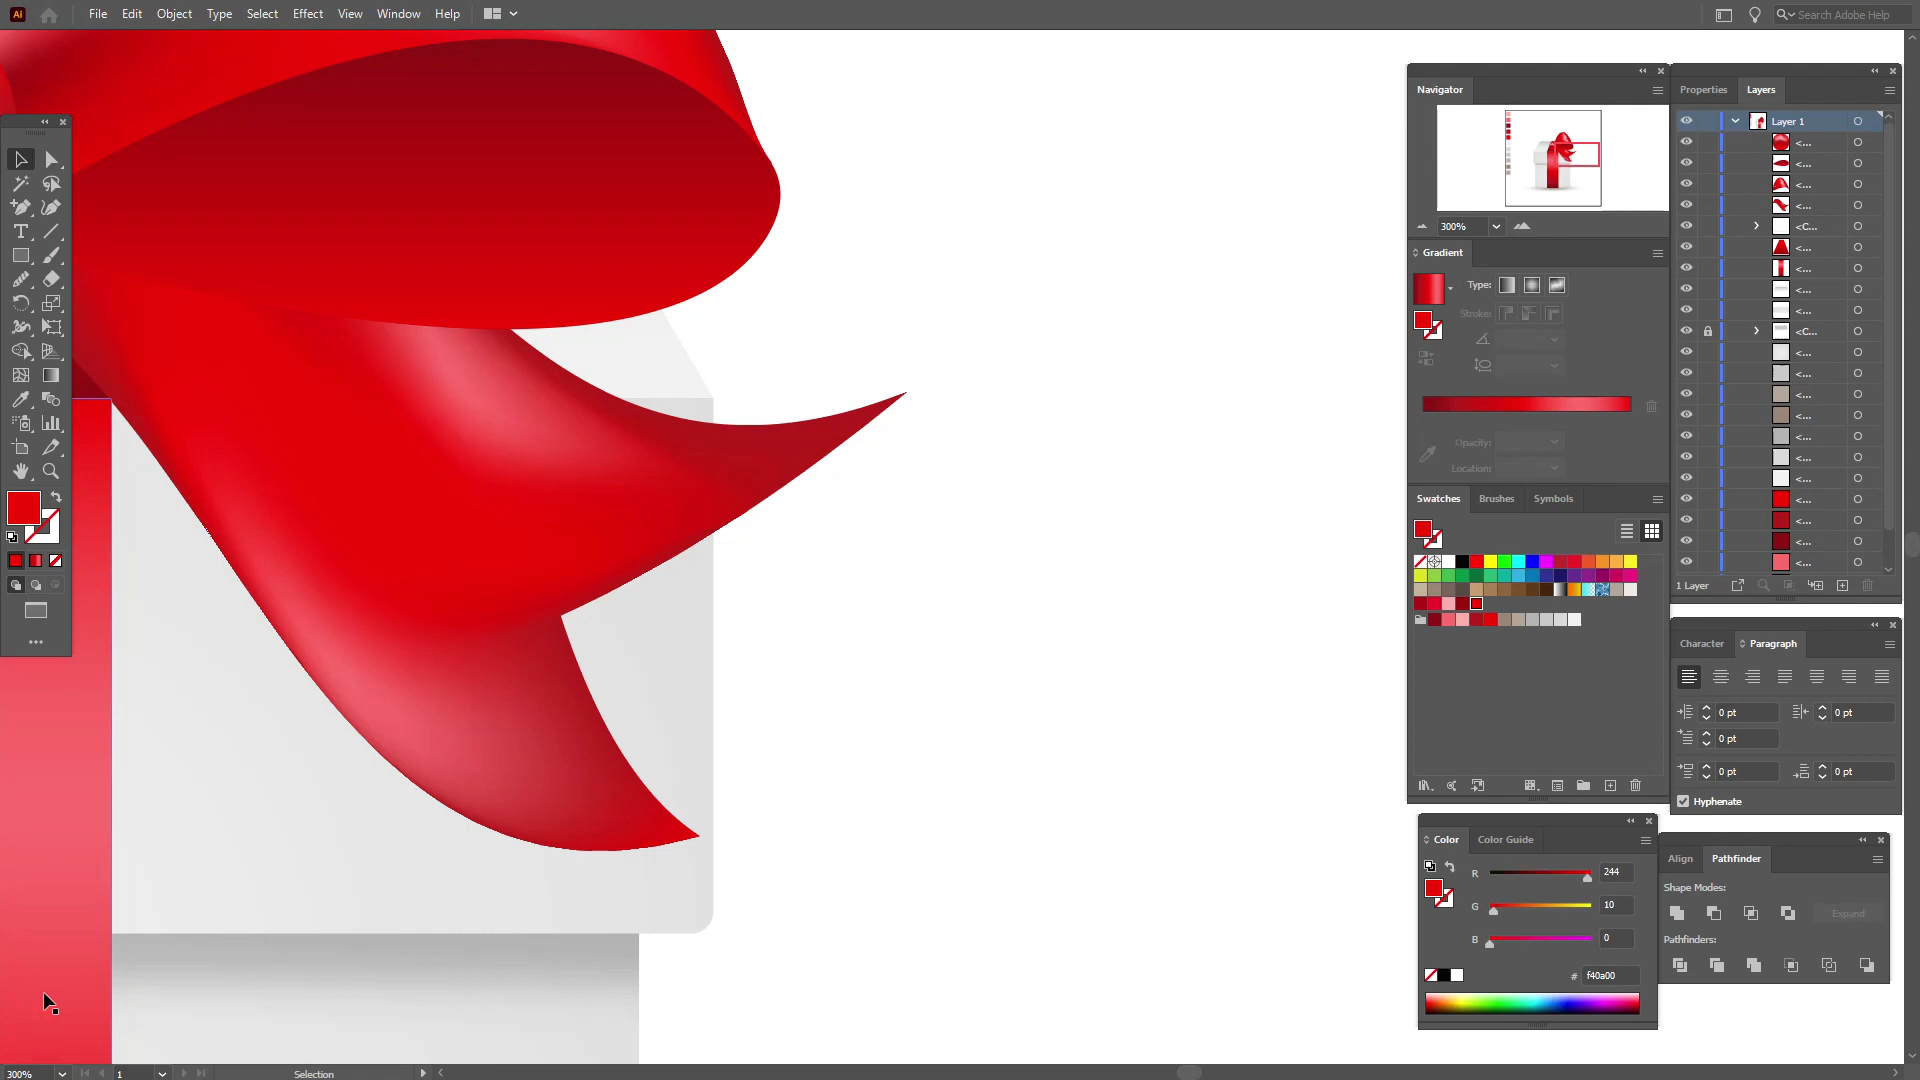 Ai File Edit Object Type Select Effect View Window Help Search Adobe Help
Navigator
300%
Gradient
Type:
Stroke:
Opacity:
Location:
Swatches Brushes Symbols
Properties Layers
Layer 1
<...
<...
<...
<...
<C...
<...
<...
<...
<...
<C...
<...
<...
<...
<...
<...
<...
<...
<...
<...
<...
<...
1 Layer
Character Paragraph
0 pt 0 pt
0 pt
0 pt 0 pt
Hyphenate
Color Color Guide
R 244
G 10
B 0
# f40a00
Align Pathfinder
Shape Modes:
Expand
Pathfinders:
300% 1 Selection